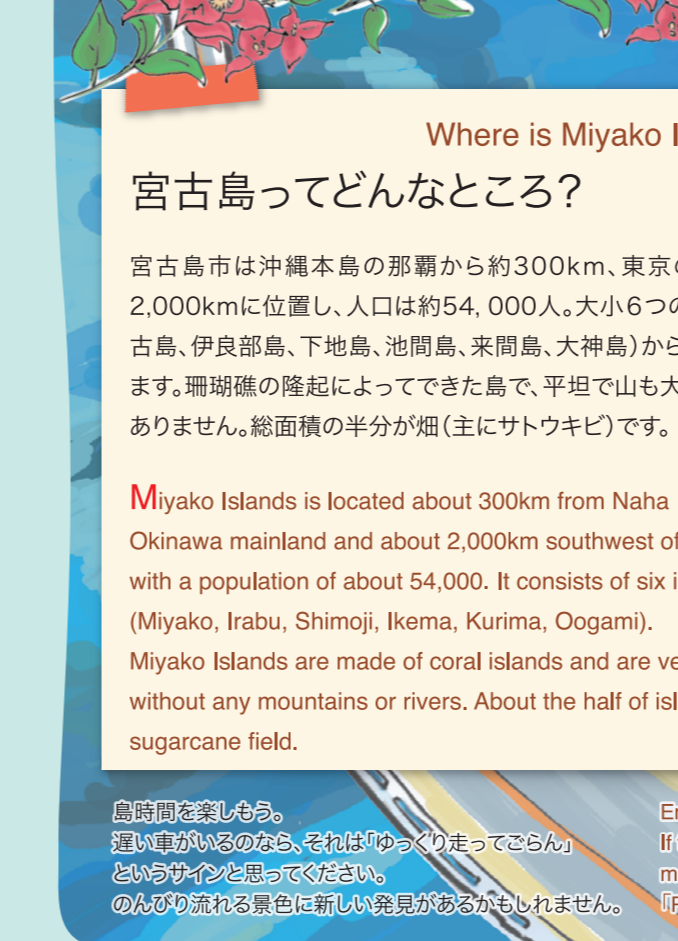 Where is Miyako
宮古島ってどんなところ?
宮古島市は沖縄本島の那覇から約300km、東京の
2,000kmに位置し、人口は約54, 000人。大小6つの
古島、伊良部島、下地島、池間島、来間島、大神島)から
ます。珊瑚礁の隆起によってできた島で、平坦で山も大
ありません。総面積の半分が畑(主にサトウキビ)です。
Miyako Islands is located about 300km from Naha
Okinawa mainland and about 2,000km southwest of
with a population of about 54,000. It consists of six
(Miyako, Irabu, Shimoji, Ikema, Kurima, Oogami).
Miyako Islands are made of coral islands and are
without any mountains or rivers. About the half of
sugarcane field.
島時間を楽しもう。
遅い車がいるのなら、それは「ゆっくり走ってごらん」
というサインと思ってください。
のんびり流れる景色に新しい発見があるかもしれません。
If